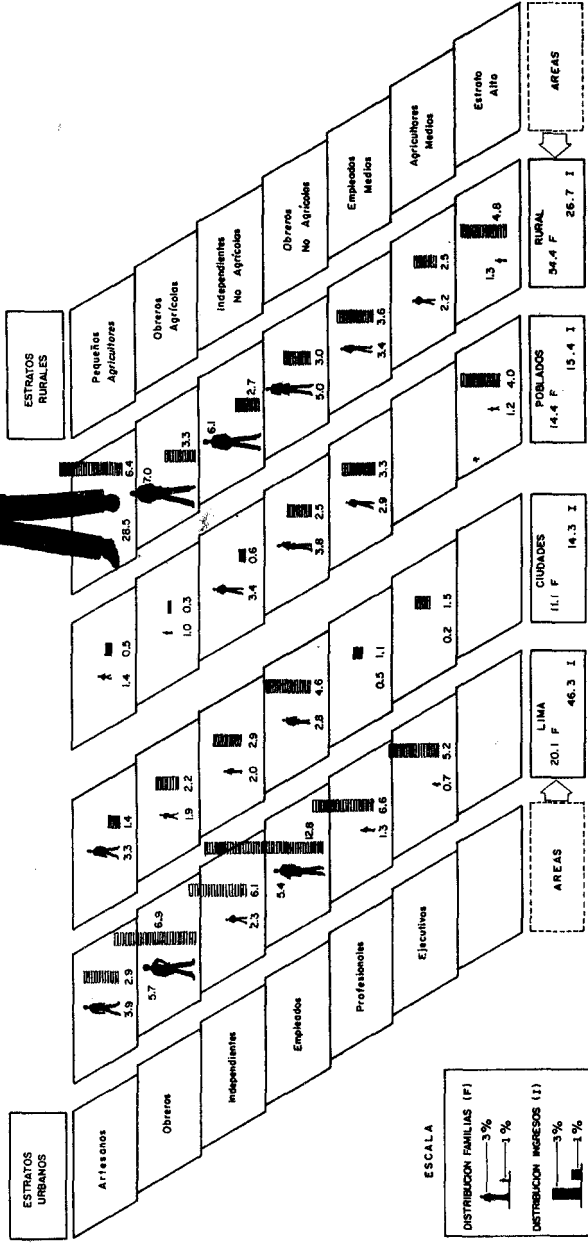 ESTRATOS
URBANOS
ESTRATOS
RURALES
Artesanos
3.9 2.9
3.3 1.4
1.4 0.5
28.5 6.4
Pequeños
Agricultores
Obreros
5.7 6.9
1.9 2.2
1.0 0.3
7.0 3.3
Obreros
Agrícolas
Independientes
2.3 6.1
2.0 2.9
3.4 0.6
6.1 2.7
Independientes
No Agrícolas
Empleados
5.4 12.8
2.8 4.6
3.8 2.5
5.0 3.0
Obreros
No Agrícolas
Profesionales
1.3 6.6
0.5 1.1
2.9 3.3
3.4 3.6
Empleados
Medios
Ejecutivos
0.7 5.2
0.2 1.5
2.2 2.5
Agricultores
Medios
1.2 4.0
1.3 4.8
Estrato
Alto
ESCALA
DISTRIBUCION FAMILIAS (F)
3%
1%
DISTRIBUCION INGRESOS (I)
3%
1%
AREAS
LIMA
20.1 F 46.3 I
CIUDADES
11.1 F 14.3 I
POBLADOS
14.4 F 15.4 I
RURAL
54.4 F 26.7 I
AREAS